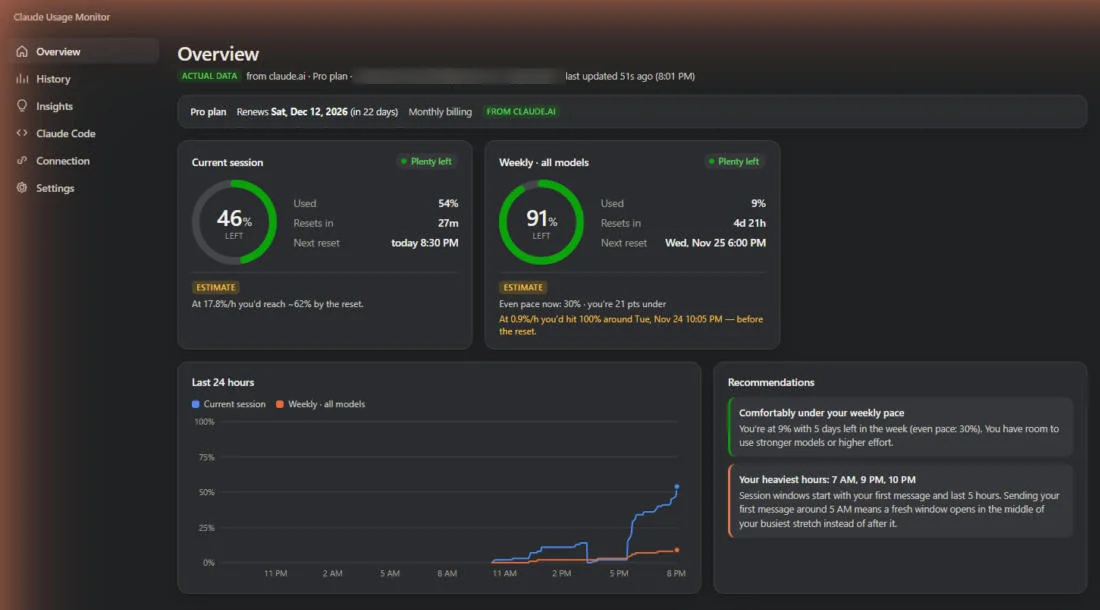 Claude Usage Monitor
Overview
History
Insights
Claude Code
Connection
Settings
Overview
ACTUAL DATA from claude.ai · Pro plan · last updated 51s ago (8:01 PM)
Pro plan Renews Sat, Dec 12, 2026 (in 22 days) Monthly billing FROM CLAUDE.AI
Current session Plenty left
46% LEFT
Used 54%
Resets in 27m
Next reset today 8:30 PM
ESTIMATE
At 17.8%/h you'd reach ~62% by the reset.
Weekly · all models Plenty left
91% LEFT
Used 9%
Resets in 4d 21h
Next reset Wed, Nov 25 6:00 PM
ESTIMATE
Even pace now: 30% · you're 21 pts under
At 0.9%/h you'd hit 100% around Tue, Nov 24 10:05 PM — before
the reset.
Last 24 hours
Current session Weekly · all models
100%
75%
50%
25%
0%
11 PM 2 AM 5 AM 8 AM 11 AM 2 PM 5 PM 8 PM
Recommendations
Comfortably under your weekly pace
You're at 9% with 5 days left in the week (even pace: 30%). You have room to
use stronger models or higher effort.
Your heaviest hours: 7 AM, 9 PM, 10 PM
Session windows start with your first message and last 5 hours. Sending your
first message around 5 AM means a fresh window opens in the middle of
your busiest stretch instead of after it.